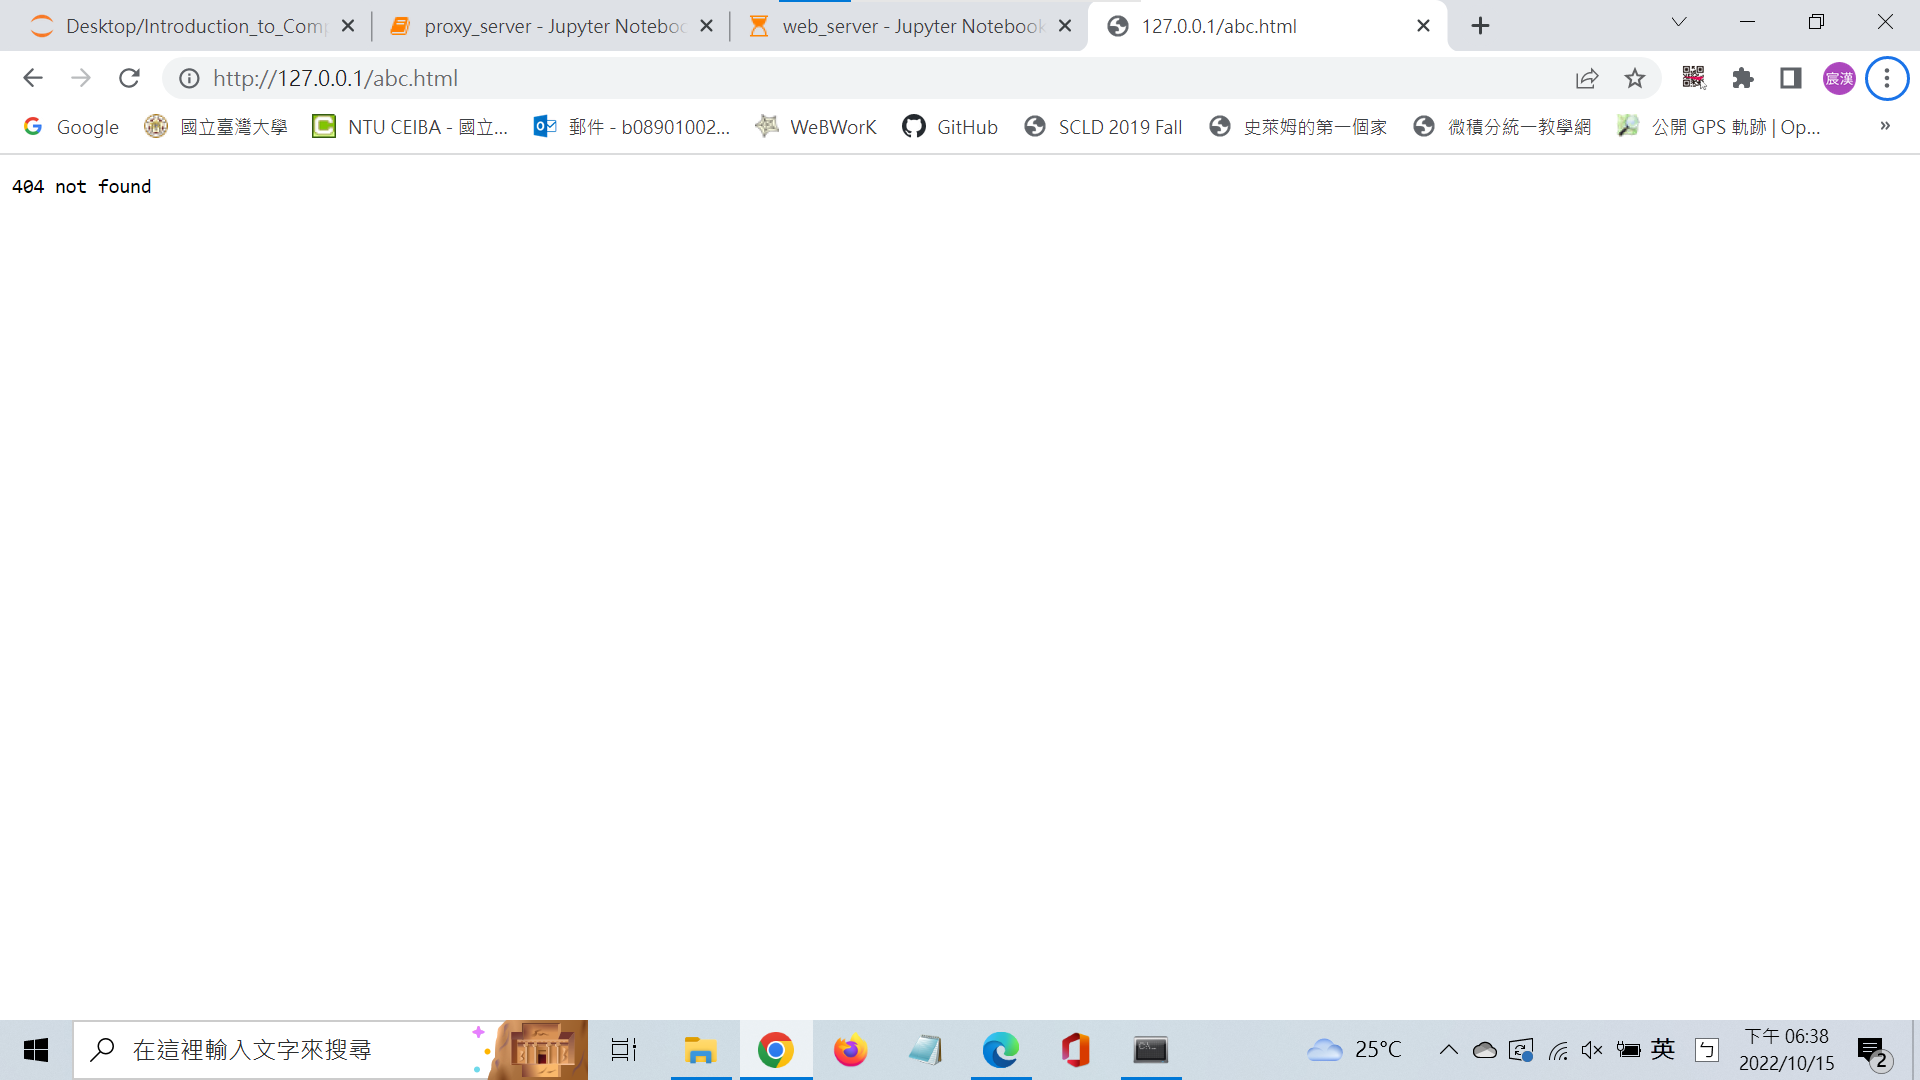 Desktop/Introduction_to_Comp
proxy_server - Jupyter Noteboo
web_server - Jupyter Notebook
127.0.0.1/abc.html
http://127.0.0.1/abc.html
宸漢
Google
國立臺灣大學
NTU CEIBA - 國立...
郵件 - b08901002...
WeBWorK
GitHub
SCLD 2019 Fall
史萊姆的第一個家
微積分統一教學網
公開 GPS 軌跡 | Op...
»
404 not found
在這裡輸入文字來搜尋
25°C
英
ㄅ
下午 06:38
2022/10/15
2